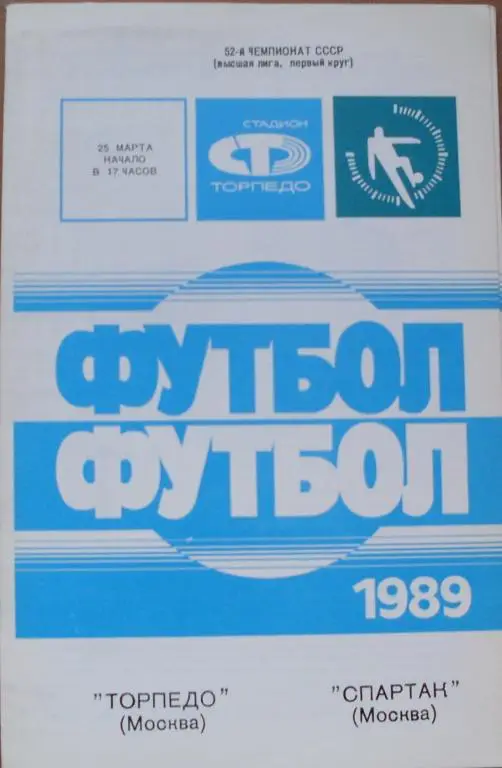 52-й ЧЕМПИОНАТ СССР
(высшая лига, первый круг)
25 МАРТА
НАЧАЛО
В 17 ЧАСОВ
СТАДИОН
ТОРПЕДО
ФУТБОЛ
ФУТБОЛ
1989
"ТОРПЕДО"
(Москва)
"СПАРТАК"
(Москва)